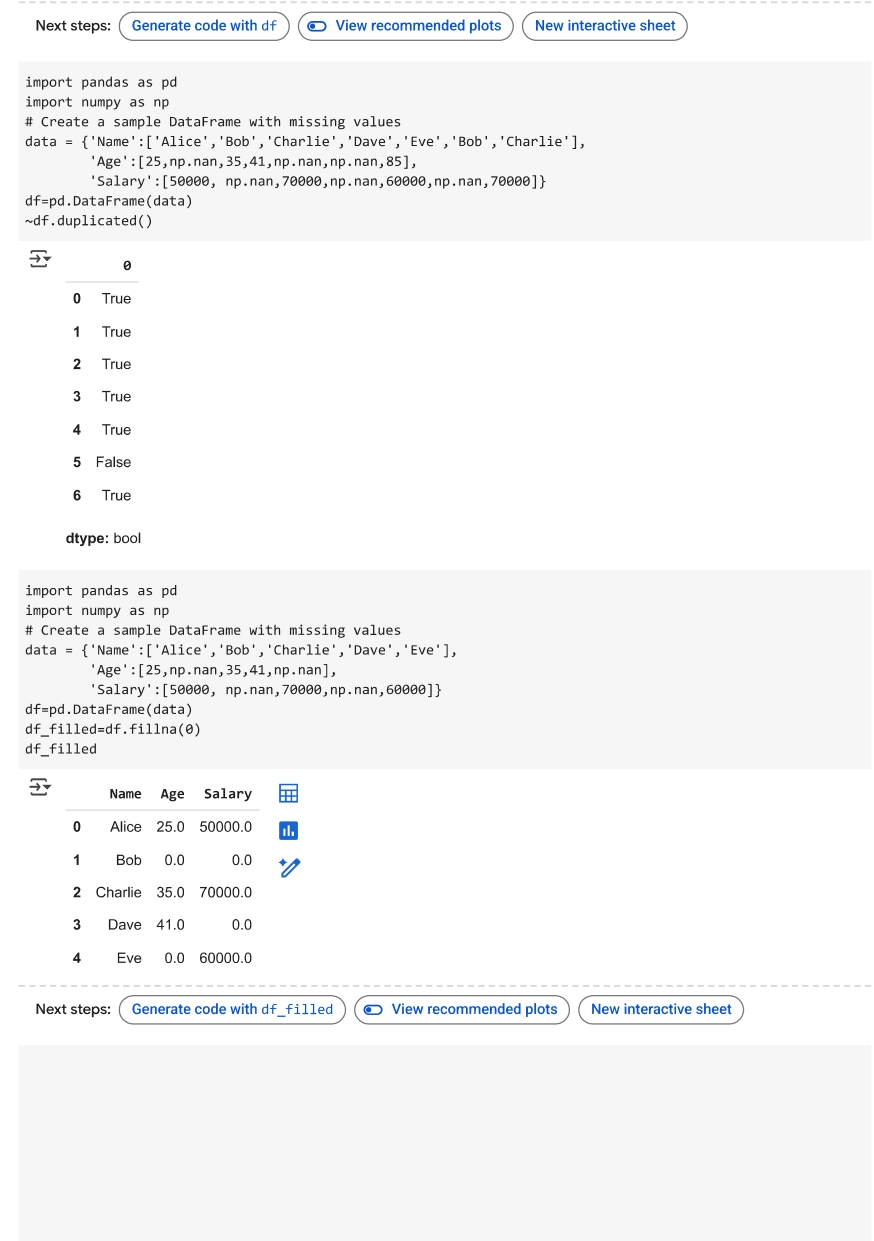 Next steps: Generate code with df View recommended plots New interactive sheet
import pandas as pd
import numpy as np
# Create a sample DataFrame with missing values
data = {'Name':['Alice','Bob','Charlie','Dave','Eve','Bob','Charlie'],
        'Age':[25,np.nan,35,41,np.nan,np.nan,85],
        'Salary':[50000, np.nan,70000,np.nan,60000,np.nan,70000]}
df=pd.DataFrame(data)
~df.duplicated()
0
0 True
1 True
2 True
3 True
4 True
5 False
6 True
dtype: bool
import pandas as pd
import numpy as np
# Create a sample DataFrame with missing values
data = {'Name':['Alice','Bob','Charlie','Dave','Eve'],
        'Age':[25,np.nan,35,41,np.nan],
        'Salary':[50000, np.nan,70000,np.nan,60000]}
df=pd.DataFrame(data)
df_filled=df.fillna(0)
df_filled
Name Age Salary
0 Alice 25.0 50000.0
1 Bob 0.0 0.0
2 Charlie 35.0 70000.0
3 Dave 41.0 0.0
4 Eve 0.0 60000.0
Next steps: Generate code with df_filled View recommended plots New interactive sheet